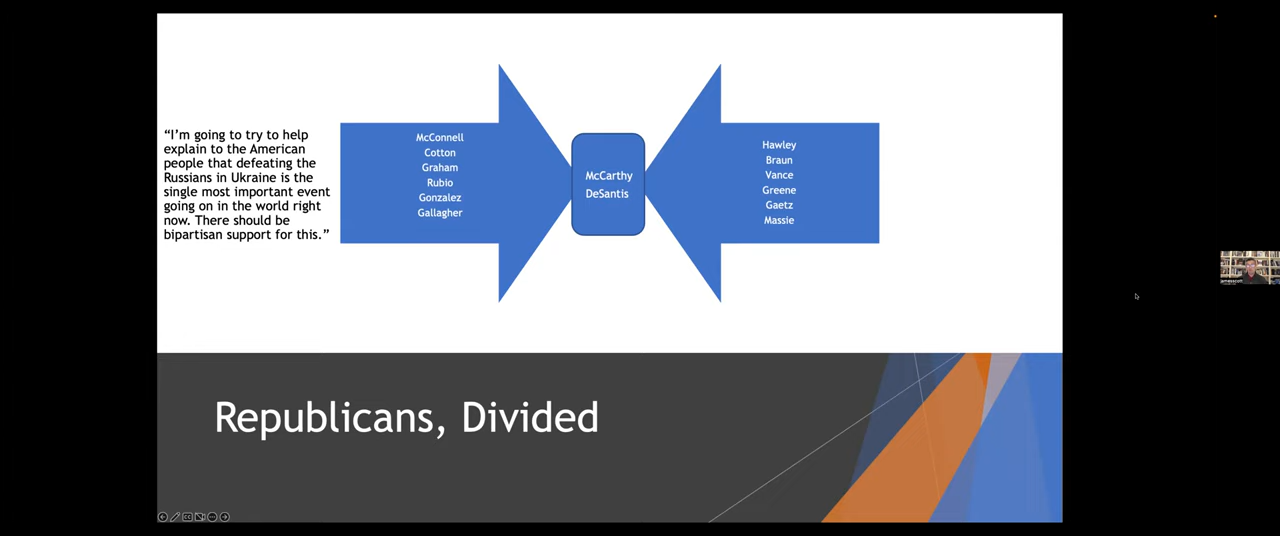 “I’m going to try to help
explain to the American
people that defeating the
Russians in Ukraine is the
single most important event
going on in the world right
now. There should be
bipartisan support for this.”
McConnell
Cotton
Graham
Rubio
Gonzalez
Gallagher
McCarthy
DeSantis
Hawley
Braun
Vance
Greene
Gaetz
Massie
Republicans, Divided
jamesscott